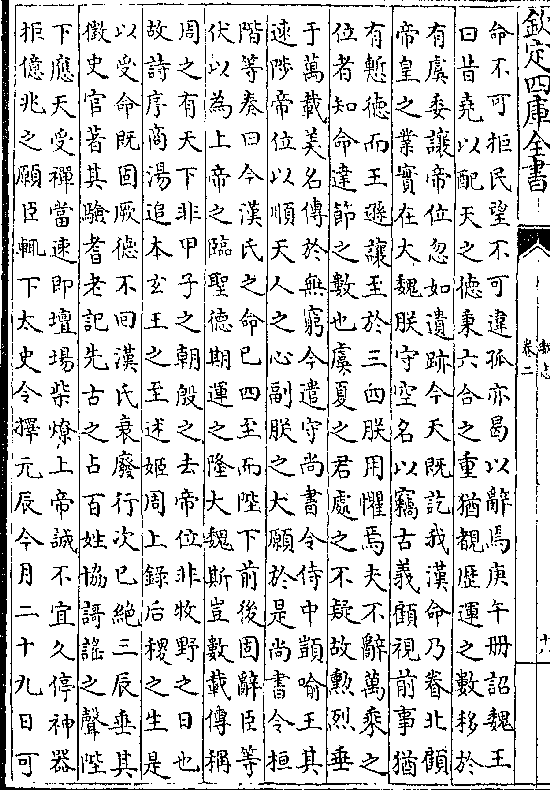 欽定四庫全書
魏志
卷二
命不可拒民望不可違孤亦曷以辭焉庚午册詔魏王
曰昔堯以配天之德秉六合之重猶覩歷運之數移於
有虞委讓帝位忽如遺跡今天既訖我漢命乃眷北顧
帝皇之業實在大魏朕守空名以竊古義顧視前事猶
有慙德而王遜讓至於三四朕用懼焉夫不辭萬乘之
位者知命達節之數也虞夏之君處之不疑故勲烈垂
于萬載美名傳於無窮今遣守尚書令侍中顗喻王其
速陟帝位以順天人之心副朕之大願於是尚書令桓
階等奏曰今漢氏之命已四至而陛下前後固辭臣等
伏以為上帝之臨聖德期運之隆大魏斯豈數載傳稱
周之有天下非甲子之朝殷之去帝位非牧野之日也
故詩序商湯追本玄王之至述姬周上錄后稷之生是
以受命既固厥德不回漢氏衰廢行次已絶三辰垂其
徵史官著其驗耆老記先古之占百姓協謌謠之聲陛
下應天受禪當速即壇場柴燎上帝誠不宜久停神器
拒億兆之願臣輒下太史令擇元辰今月二十九日可